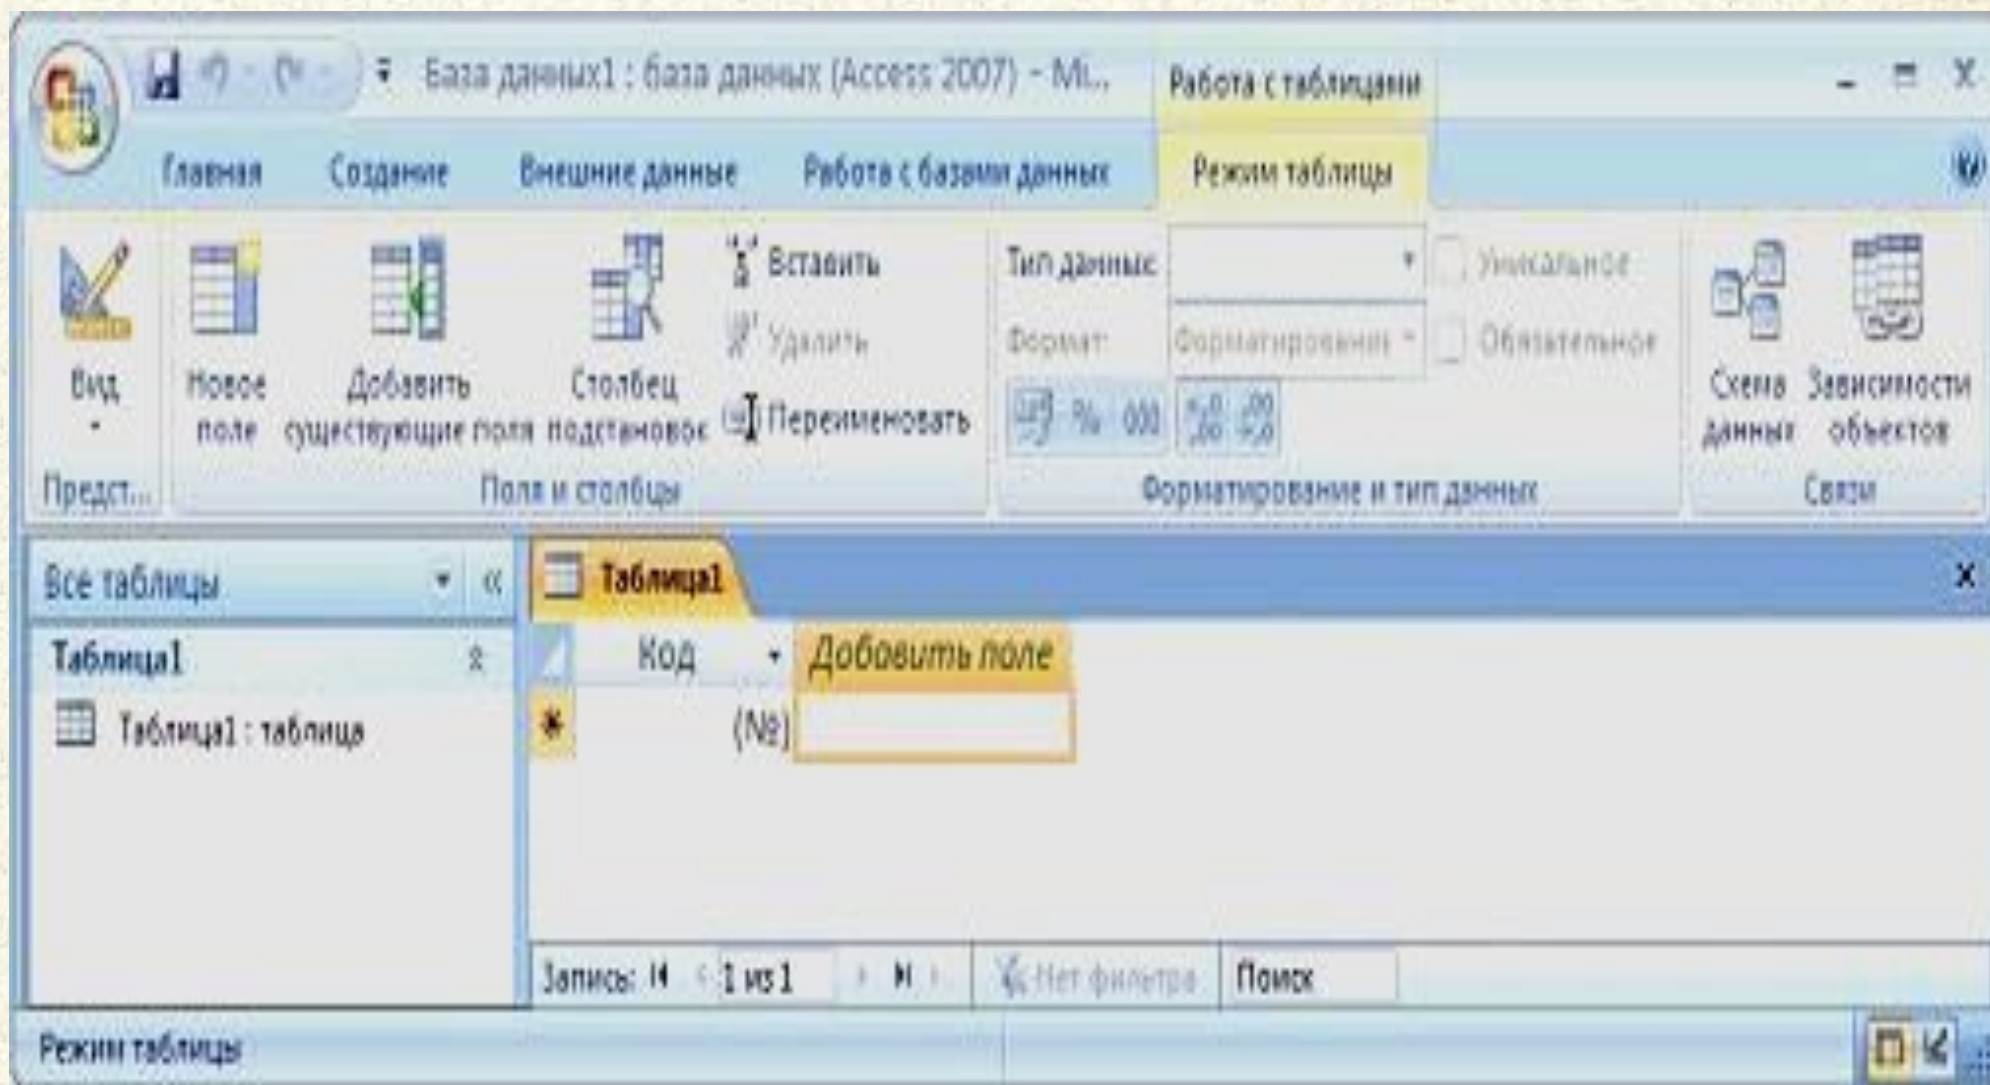 База данных1 : база данных (Access 2007) - Mi...
Работа с таблицами
Главная Создание Внешние данные Работа с базами данных Режим таблицы
Вид
Предст...
Новое поле
Добавить существующие поля
Столбец подстановок
Вставить
Удалить
Переименовать
Поля и столбцы
Тип данных:
Формат: Форматирование
% 000
Уникальное
Обязательное
Форматирование и тип данных
Схема данных
Зависимости объектов
Связи
Все таблицы
Таблица1
Таблица1 : таблица
Таблица1
Код Добавить поле
(№)
Запись: 1 из 1 Нет фильтра Поиск
Режим таблицы